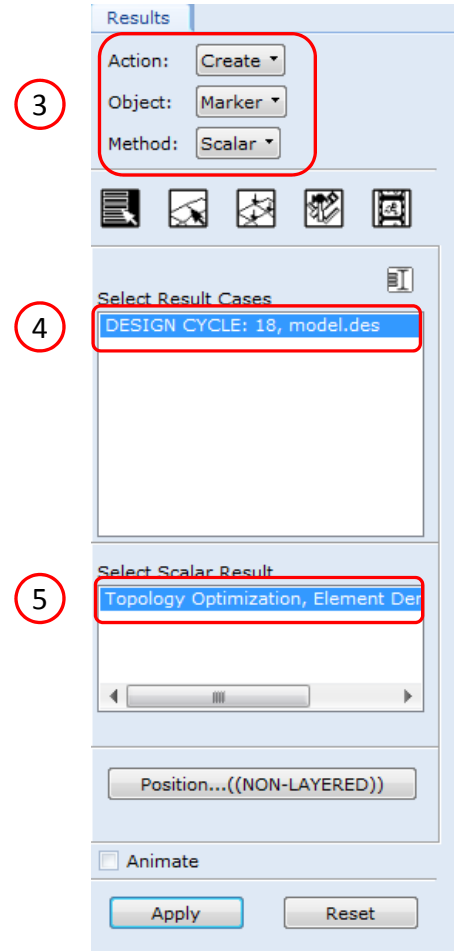 Results
Action: Create
3
Object: Marker
Method: Scalar
Select Result Cases
4
DESIGN CYCLE: 18, model.des
Select Scalar Result
5
Topology Optimization, Element Der
Position...((NON-LAYERED))
Animate
Apply Reset